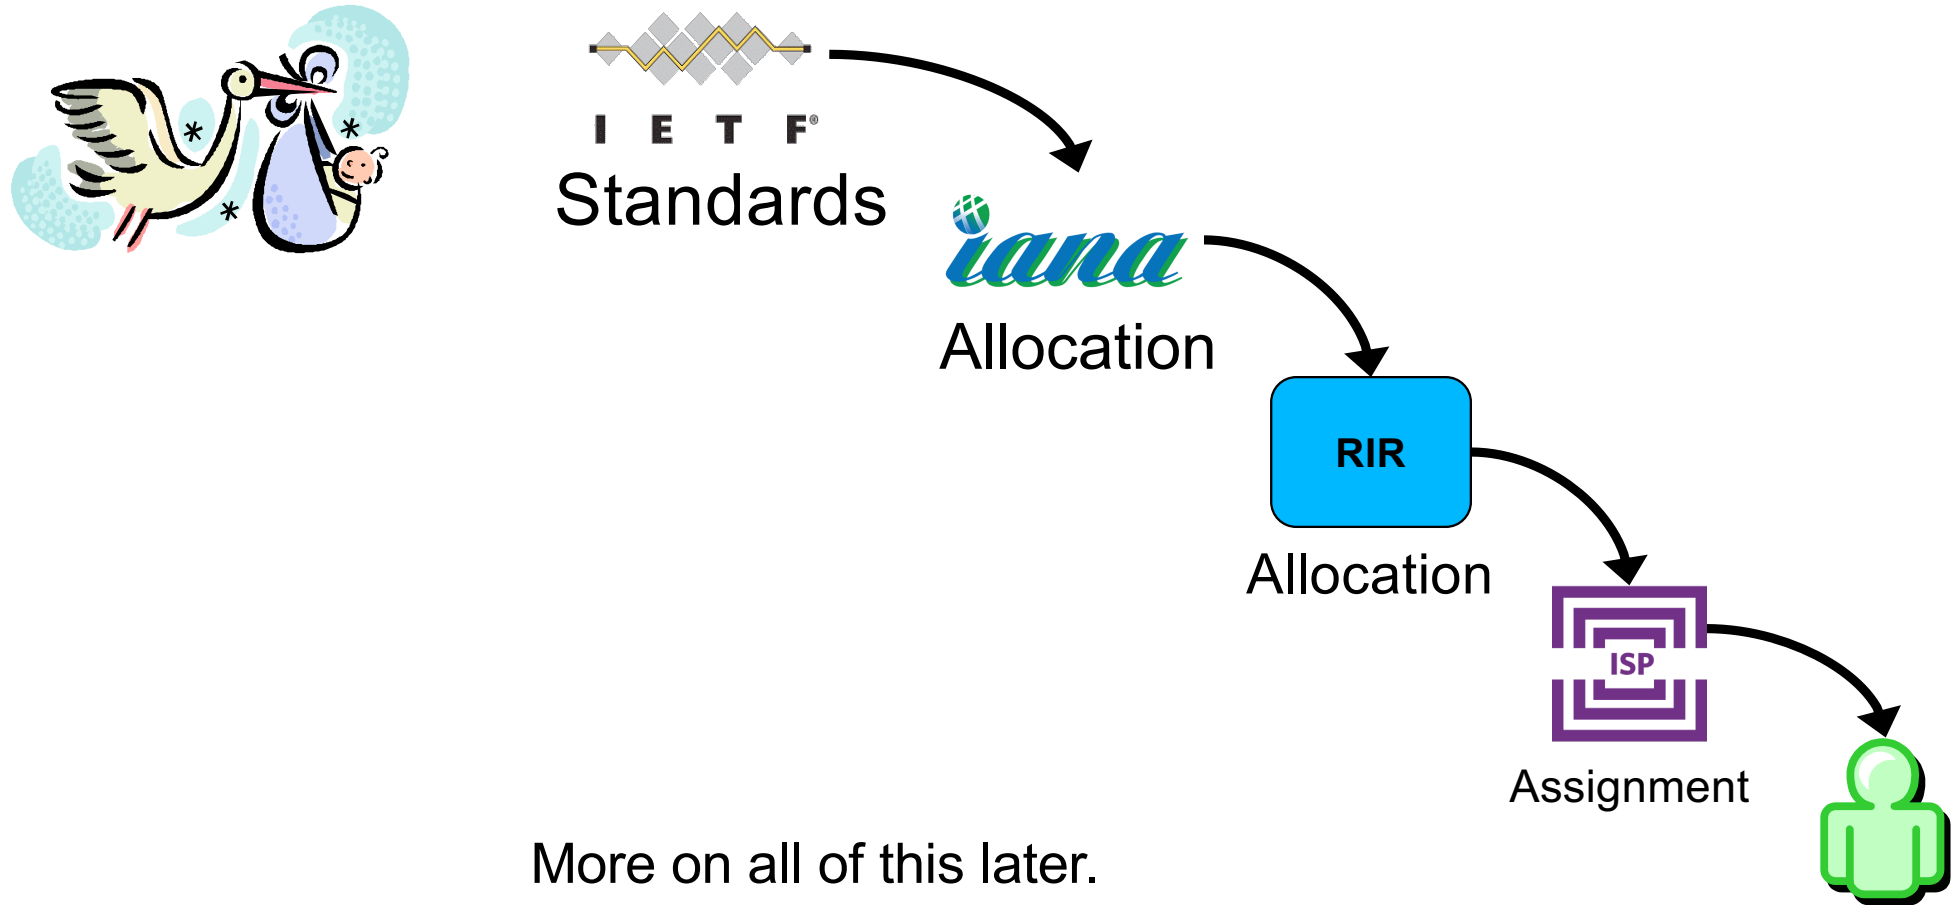 I E T F®
Standards
iana
Allocation
RIR
Allocation
ISP
Assignment
More on all of this later.